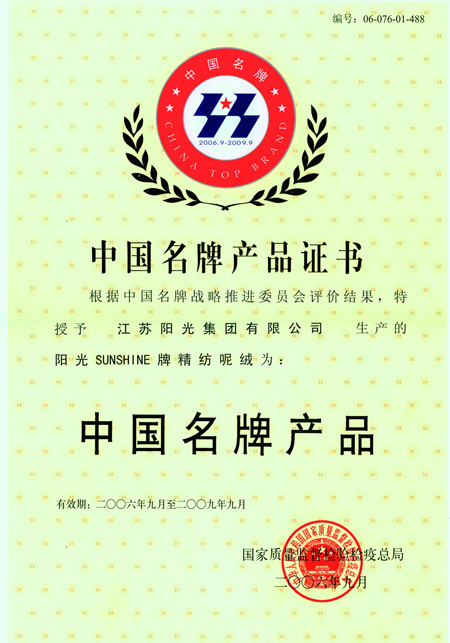 编号：06-076-01-488
中国名牌
2006.9-2009.9
CHINA TOP BRAND
中国名牌产品证书
根据中国名牌战略推进委员会评价结果，特
授予 江苏阳光集团有限公司 生产的
阳光 SUNSHINE 牌精纺呢绒为：
中国名牌产品
有效期：二〇〇六年九月至二〇〇九年九月
国家质量监督检验检疫总局
二〇〇六年九月